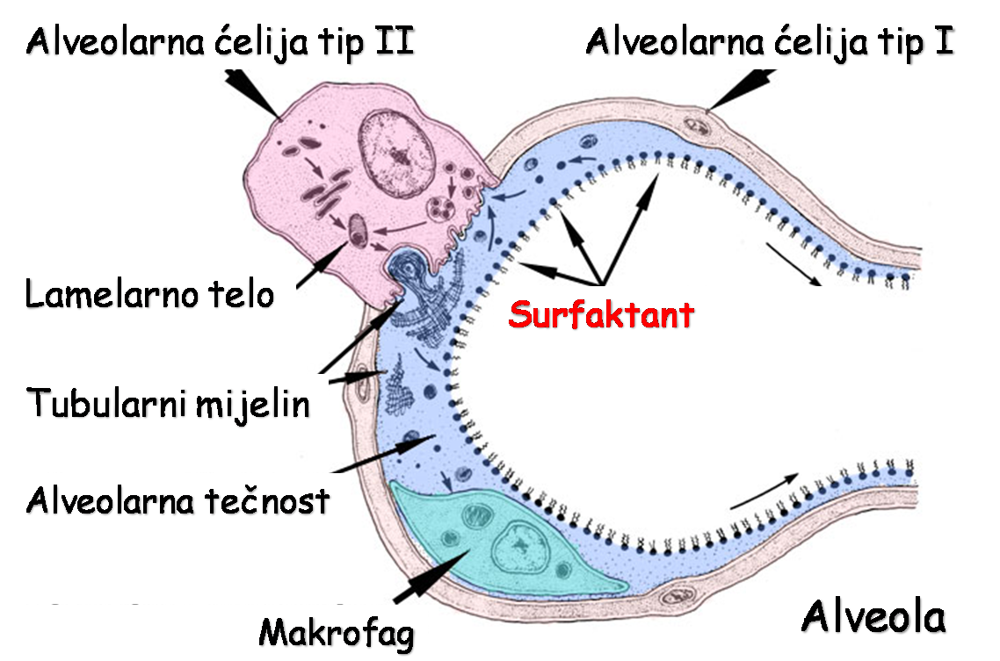 Alveolarna ćelija tip II
Alveolarna ćelija tip I
Lamelarno telo
Surfaktant
Tubularni mijelin
Alveolarna tečnost
Makrofag
Alveola